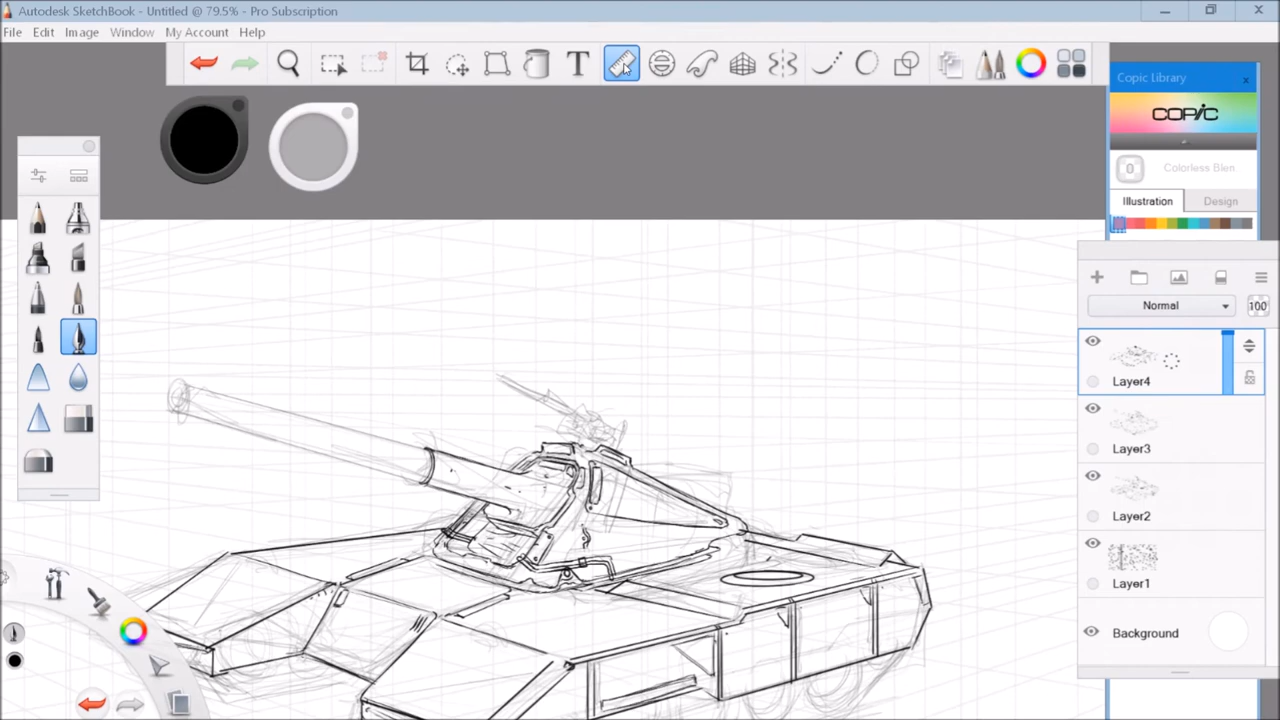 Autodesk SketchBook - Untitled @ 79.5% - Pro Subscription
File Edit Image Window My Account Help
T
Copic Library x
COPIC
0 Colorless Blen
Illustration Design
Normal 100
Layer4
Layer3
Layer2
Layer1
Background